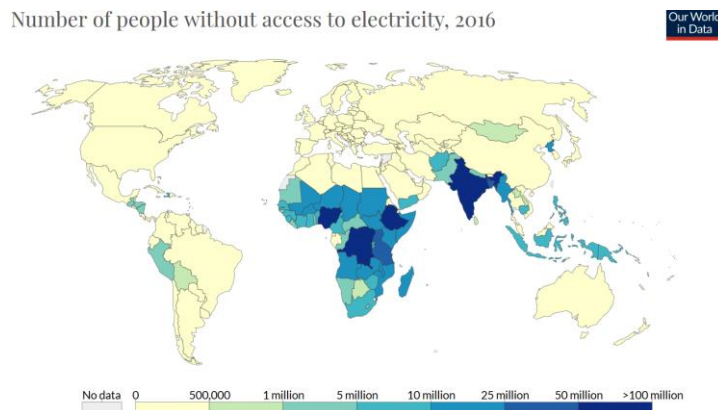 Number of people without access to electricity, 2016
Our World
in Data
No data 0 500,000 1 million 5 million 10 million 25 million 50 million >100 million